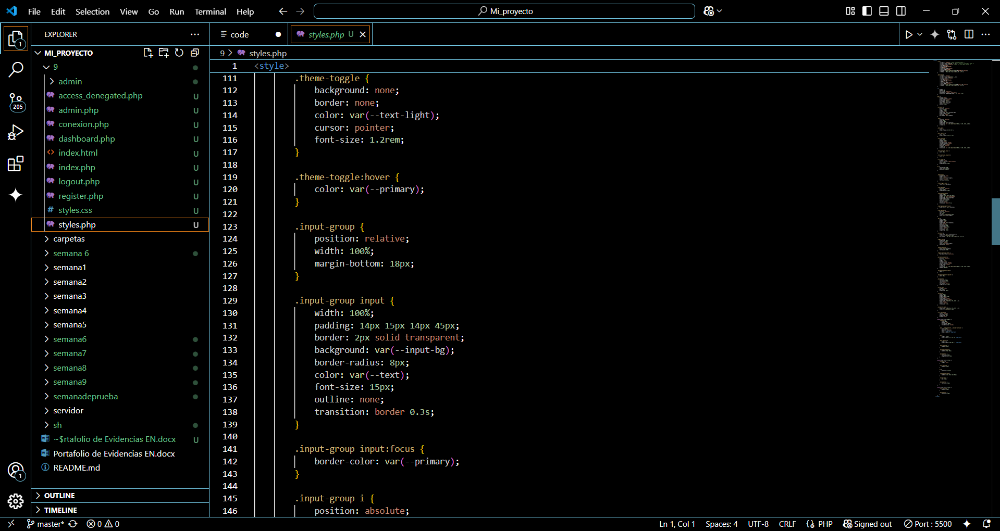 File Edit Selection View Go Run Terminal Help
Mi_proyecto
EXPLORER
MI_PROYECTO
9
admin
access_denegated.php U
admin.php U
conexion.php U
dashboard.php U
index.html U
index.php U
logout.php U
register.php U
# styles.css U
styles.php U
carpetas
semana 6
semana1
semana2
semana3
semana4
semana5
semana6
semana7
semana8
semana9
semanadeprueba
servidor
sh
~$rtafolio de Evidencias EN.docx U
Portafolio de Evidencias EN.docx
README.md
OUTLINE
TIMELINE
1
205
1
code
styles.php U
9 > styles.php
1 <style>
111 .theme-toggle {
112 background: none;
113 border: none;
114 color: var(--text-light);
115 cursor: pointer;
116 font-size: 1.2rem;
117 }
118
119 .theme-toggle:hover {
120 color: var(--primary);
121 }
122
123 .input-group {
124 position: relative;
125 width: 100%;
126 margin-bottom: 18px;
127 }
128
129 .input-group input {
130 width: 100%;
131 padding: 14px 15px 14px 45px;
132 border: 2px solid transparent;
133 background: var(--input-bg);
134 border-radius: 8px;
135 color: var(--text);
136 font-size: 15px;
137 outline: none;
138 transition: border 0.3s;
139 }
140
141 .input-group input:focus {
142 border-color: var(--primary);
143 }
144
145 .input-group i {
146 position: absolute;
master* 0 0
Ln 1, Col 1 Spaces: 4 UTF-8 CRLF {} PHP Signed out Port : 5500